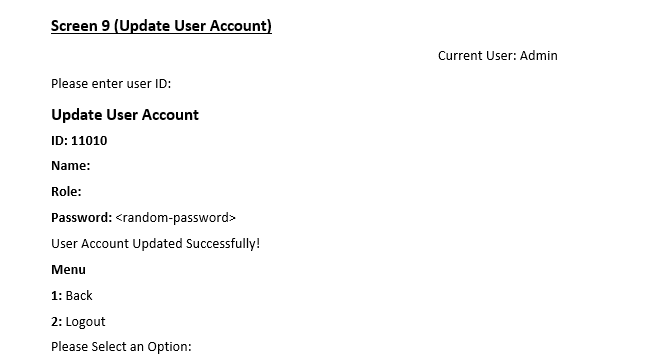 Screen 9 (Update User Account)
Current User: Admin
Please enter user ID:
Update User Account
ID: 11010
Name:
Role:
Password: <random-password>
User Account Updated Successfully!
Menu
1: Back
2: Logout
Please Select an Option: